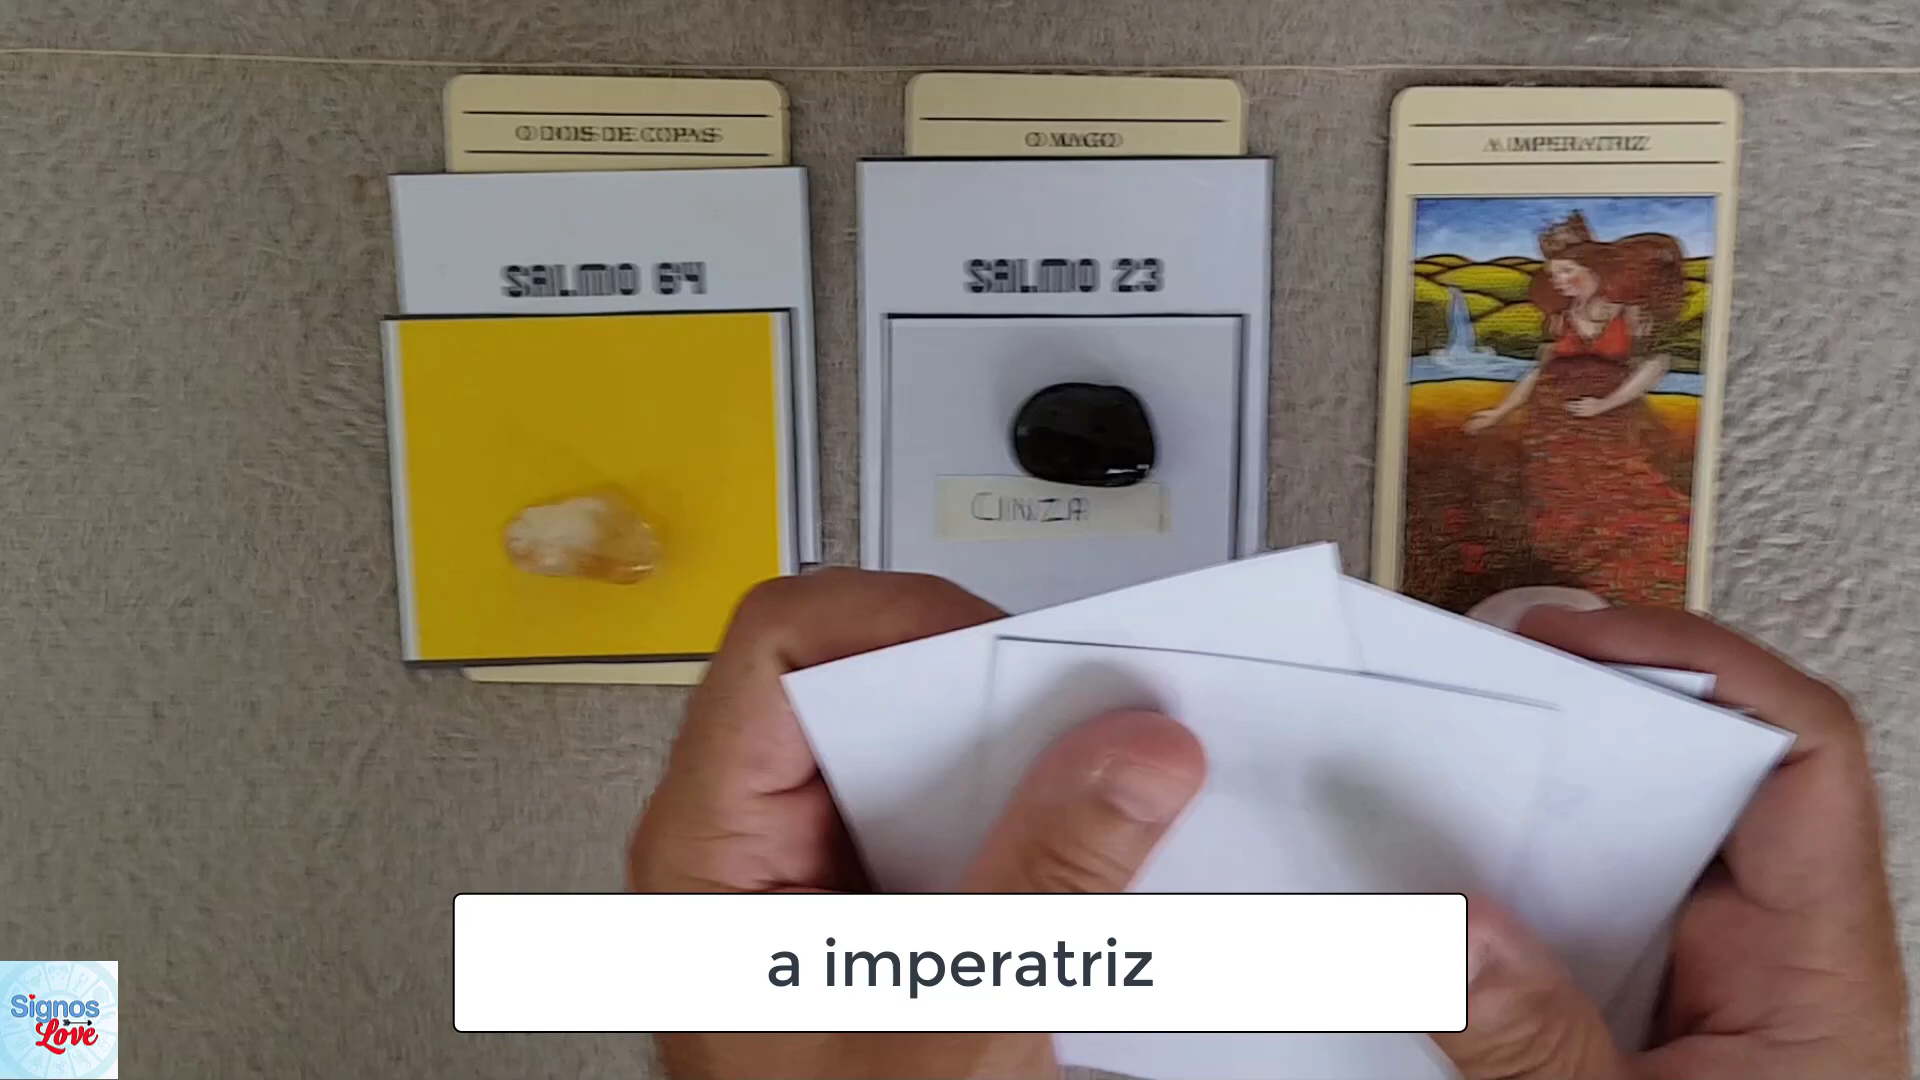 O DOIS DE COPAS
O MAGO
A IMPERATRIZ
SALMO 64
SALMO 23
CINZA
a imperatriz
Signos
Love